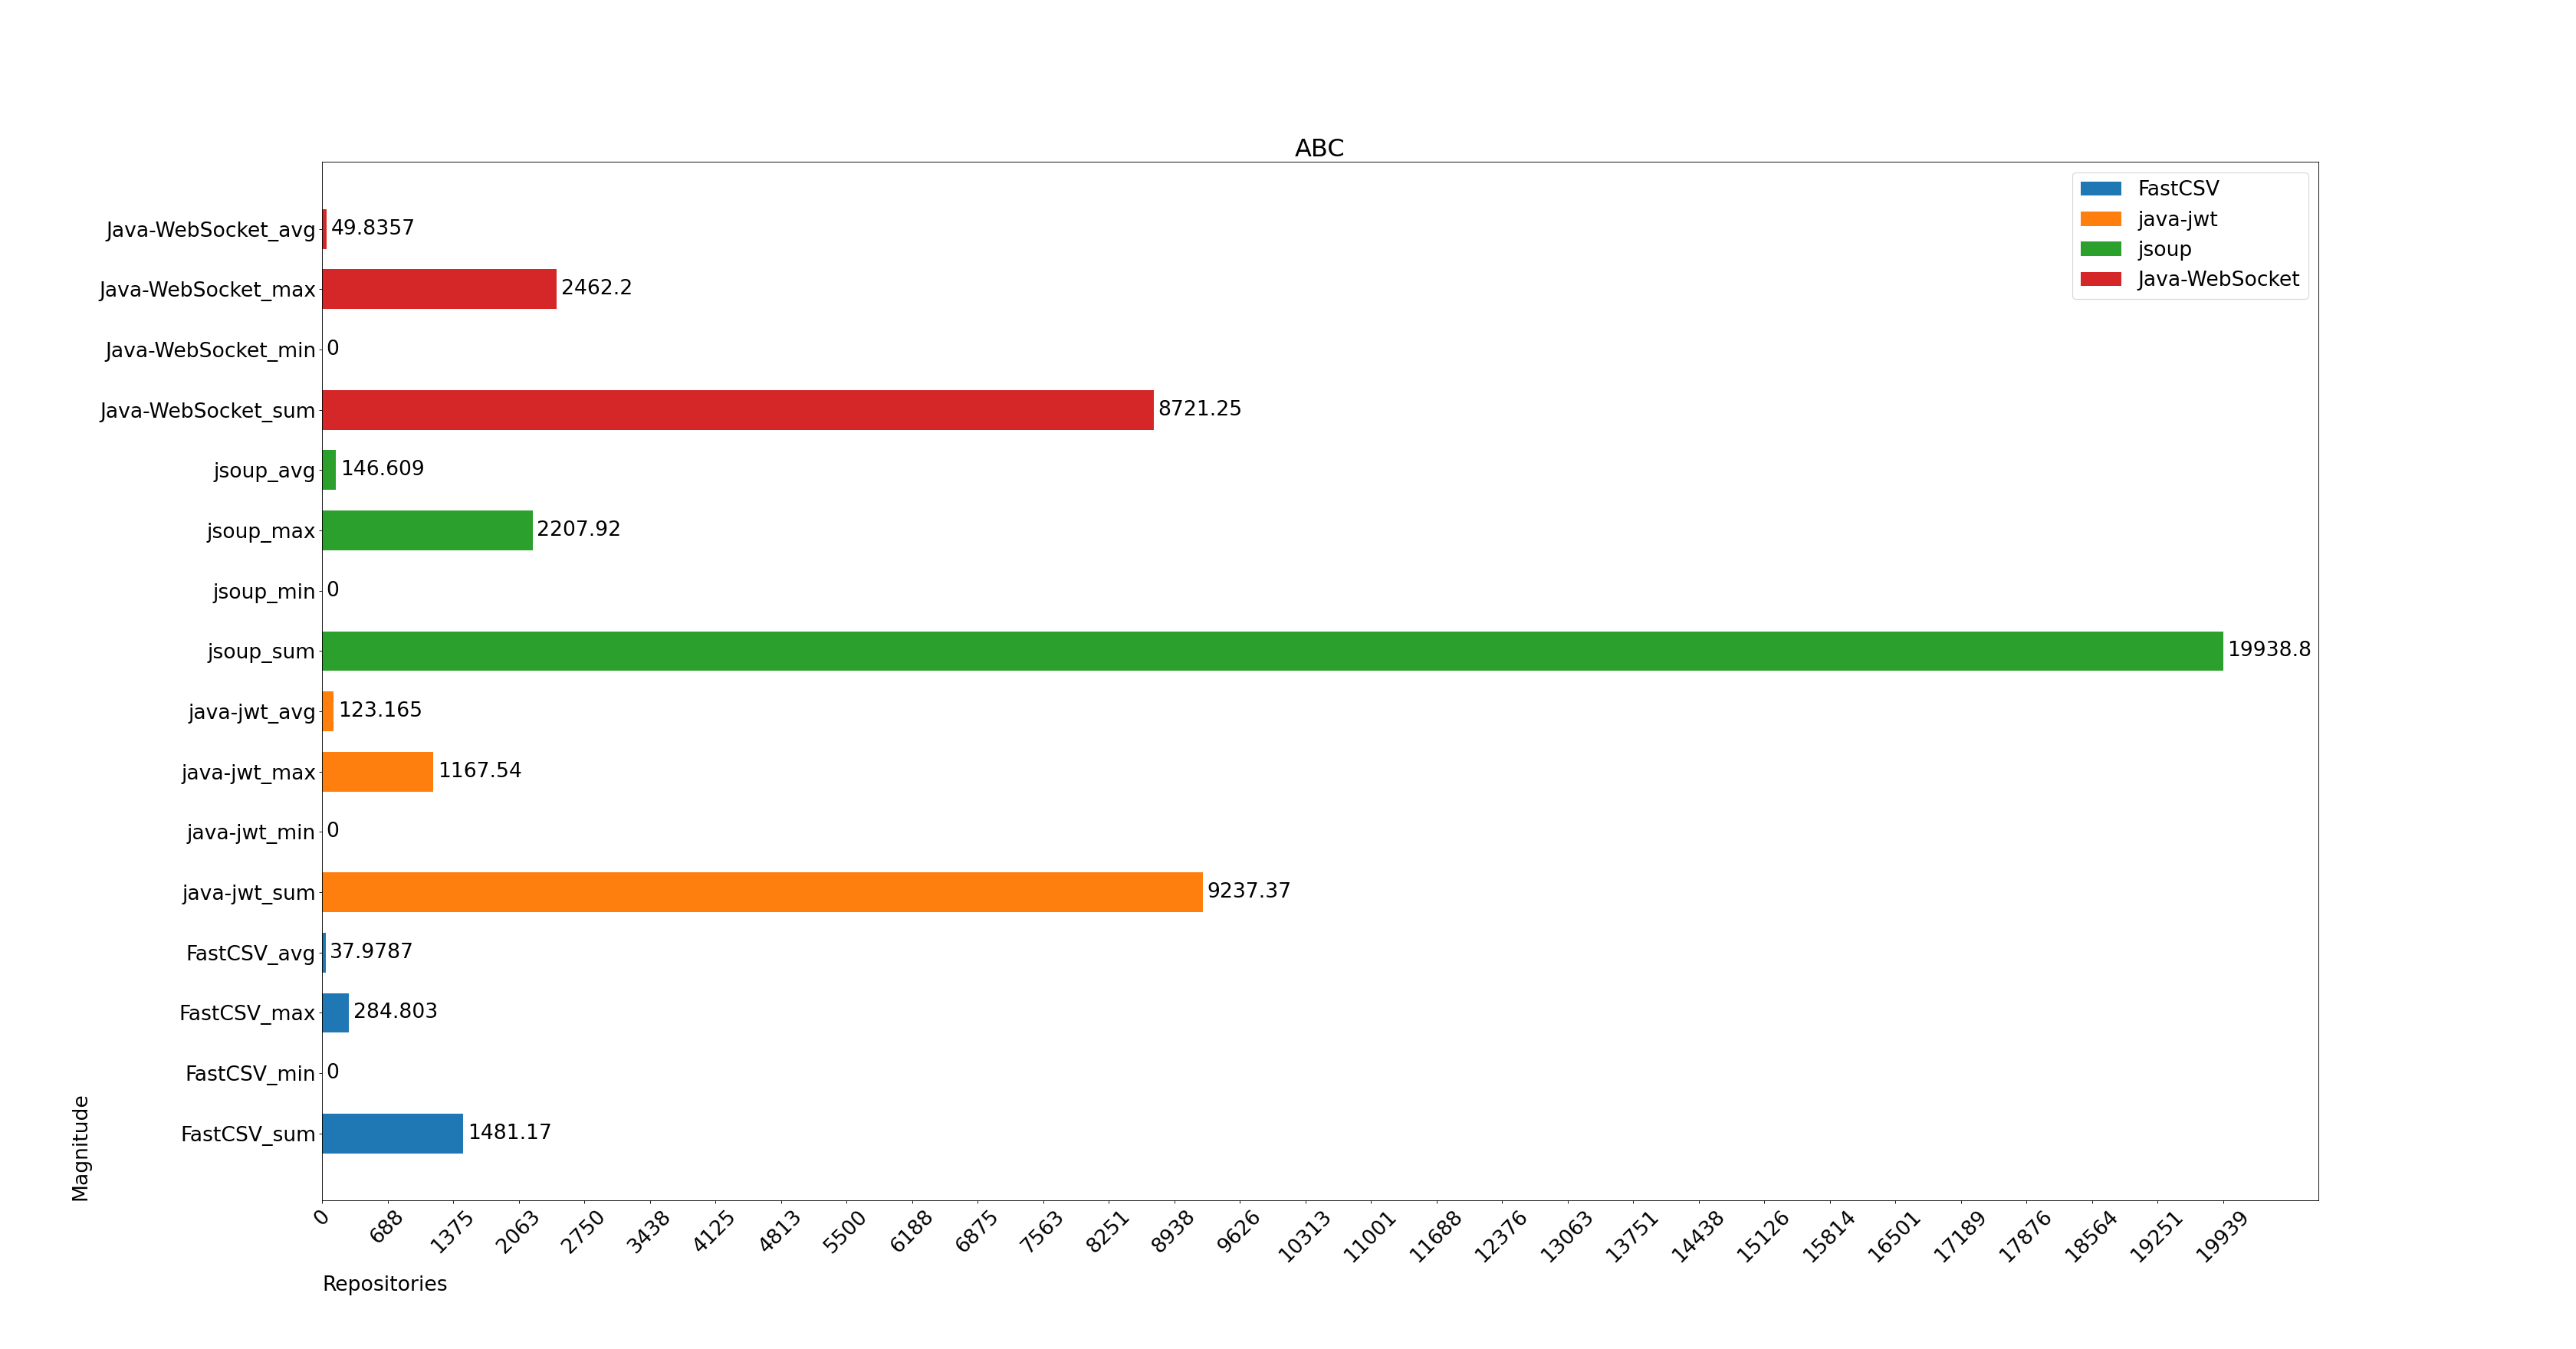 ABC
FastCSV
java-jwt
jsoup
Java-WebSocket
Java-WebSocket_avg 49.8357
Java-WebSocket_max 2462.2
Java-WebSocket_min 0
Java-WebSocket_sum 8721.25
jsoup_avg 146.609
jsoup_max 2207.92
jsoup_min 0
jsoup_sum 19938.8
java-jwt_avg 123.165
java-jwt_max 1167.54
java-jwt_min 0
java-jwt_sum 9237.37
FastCSV_avg 37.9787
FastCSV_max 284.803
FastCSV_min 0
FastCSV_sum 1481.17
Magnitude
0 688 1375 2063 2750 3438 4125 4813 5500 6188 6875 7563 8251 8938 9626 10313 11001 11688 12376 13063 13751 14438 15126 15814 16501 17189 17876 18564 19251 19939
Repositories